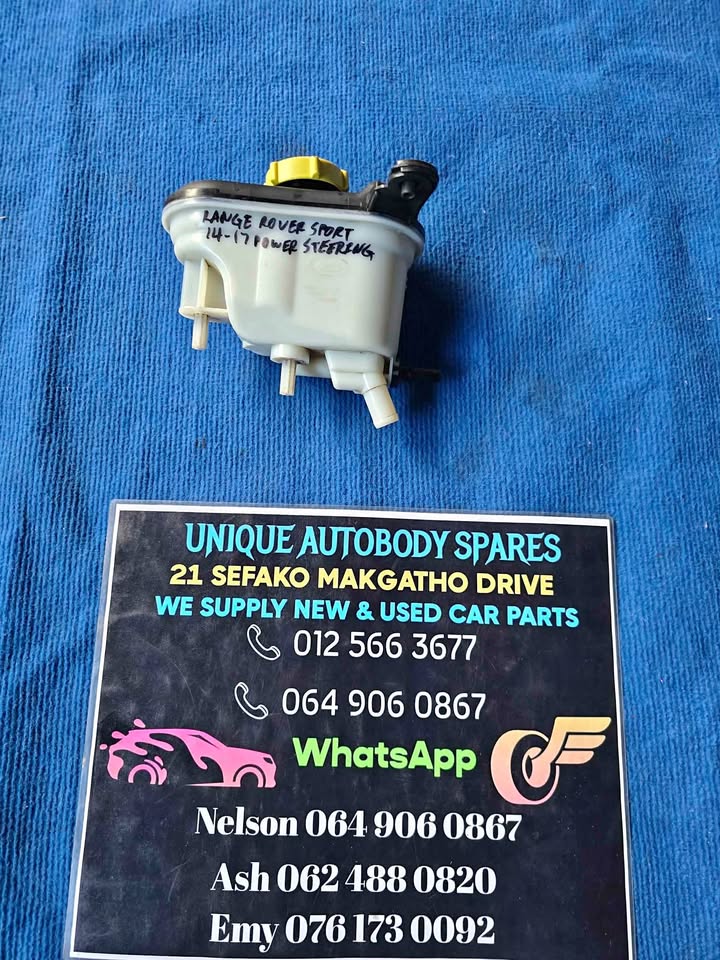 RANGE ROVER SPORT
14-17 POWER STEERING
UNIQUE AUTOBODY SPARES
21 SEFAKO MAKGATHO DRIVE
WE SUPPLY NEW & USED CAR PARTS
012 566 3677
064 906 0867
WhatsApp
Nelson 064 906 0867
Ash 062 488 0820
Emy 076 173 0092